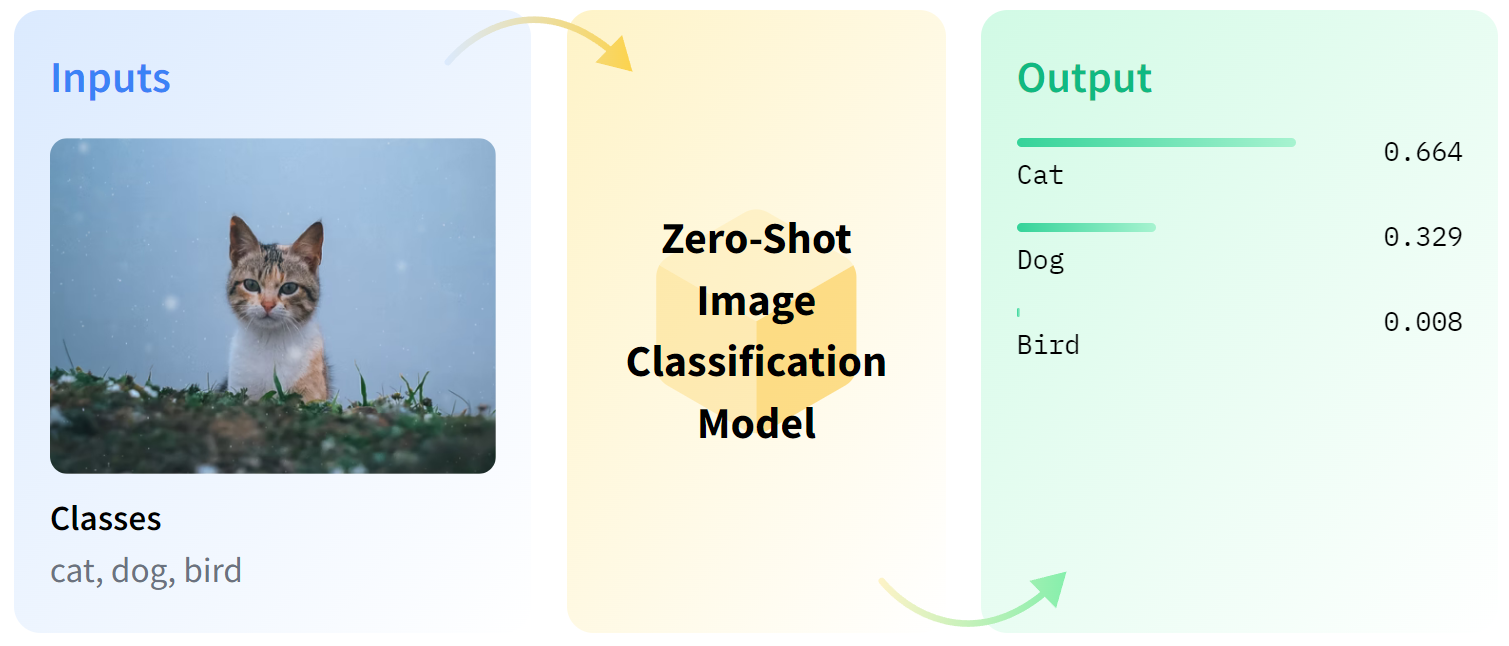 Inputs
Classes
cat, dog, bird
Zero-Shot
Image
Classification
Model
Output
Cat 0.664
Dog 0.329
Bird 0.008